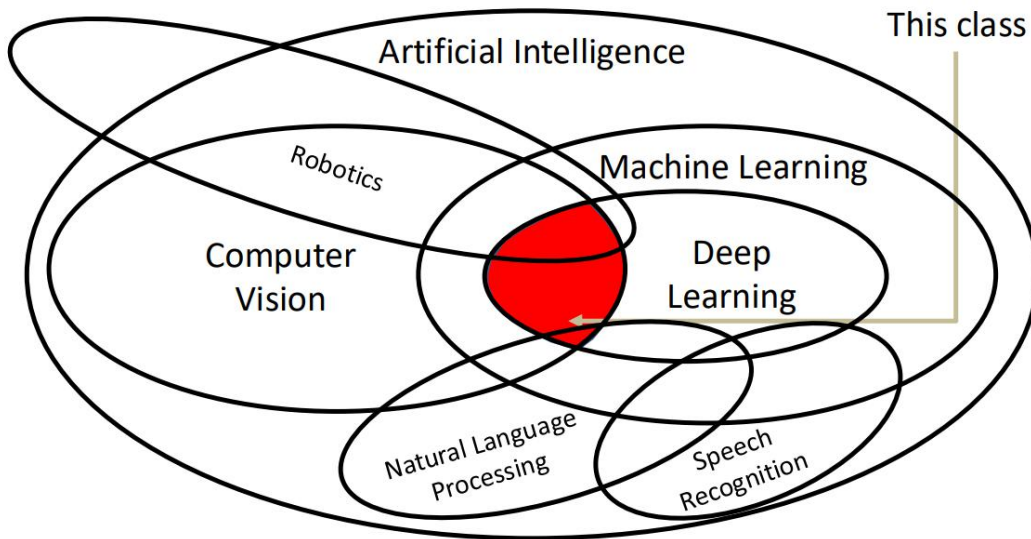 This class
Artificial Intelligence
Robotics
Machine Learning
Computer
Vision
Deep
Learning
Natural Language
Processing
Speech
Recognition